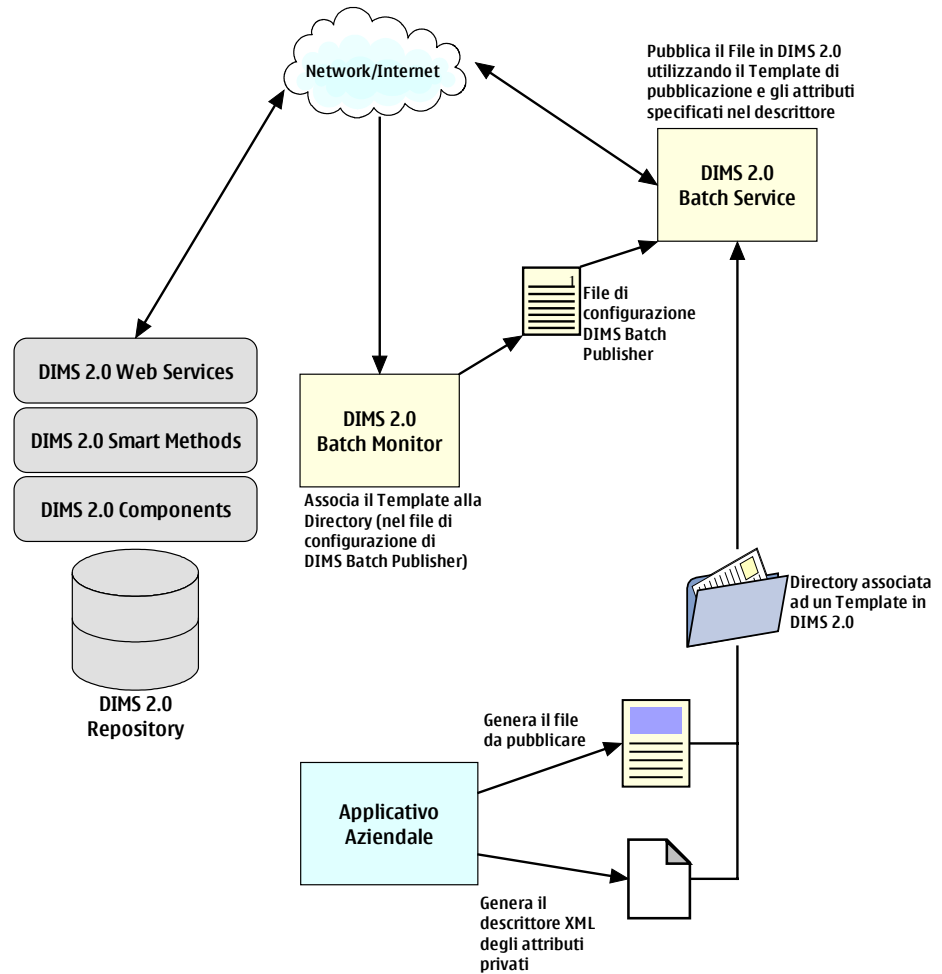 Network/Internet
Pubblica il File in DIMS 2.0
utilizzando il Template di
pubblicazione e gli attributi
specificati nel descrittore
DIMS 2.0
Batch Service
1
File di
configurazione
DIMS Batch
Publisher
DIMS 2.0 Web Services
DIMS 2.0 Smart Methods
DIMS 2.0 Components
DIMS 2.0
Repository
DIMS 2.0
Batch Monitor
Associa il Template alla
Directory (nel file di
configurazione di
DIMS Batch Publisher)
Directory associata
ad un Template in
DIMS 2.0
Genera il file
da pubblicare
Applicativo
Aziendale
Genera il
descrittore XML
degli attributi
privati